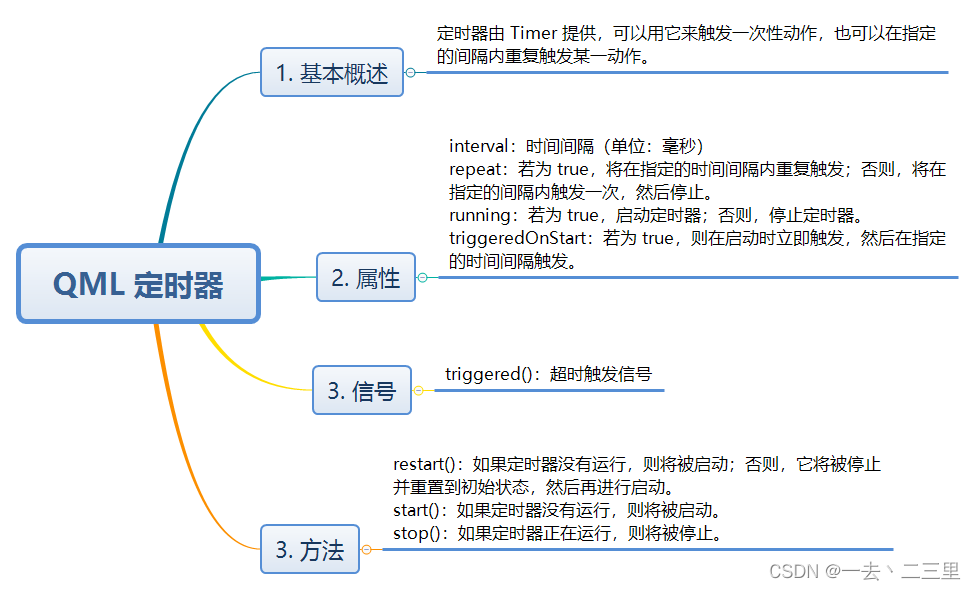 定时器由 Timer 提供，可以用它来触发一次性动作，也可以在指定
的间隔内重复触发某一动作。
1. 基本概述
interval：时间间隔（单位：毫秒）
repeat：若为 true，将在指定的时间间隔内重复触发；否则，将在
指定的间隔内触发一次，然后停止。
running：若为 true，启动定时器；否则，停止定时器。
triggeredOnStart：若为 true，则在启动时立即触发，然后在指定
的时间间隔触发。
2. 属性
QML 定时器
triggered()：超时触发信号
3. 信号
restart()：如果定时器没有运行，则将被启动；否则，它将被停止
并重置到初始状态，然后再进行启动。
start()：如果定时器没有运行，则将被启动。
stop()：如果定时器正在运行，则将被停止。
3. 方法
CSDN @一去丶二三里